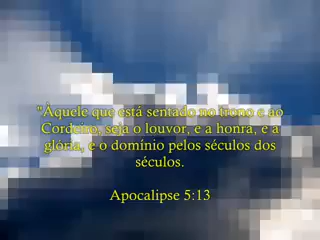 "Àquele que está sentado no trono e ao
Cordeiro, seja o louvor, e a honra, e a
glória, e o domínio pelos séculos dos
séculos.
Apocalipse 5:13